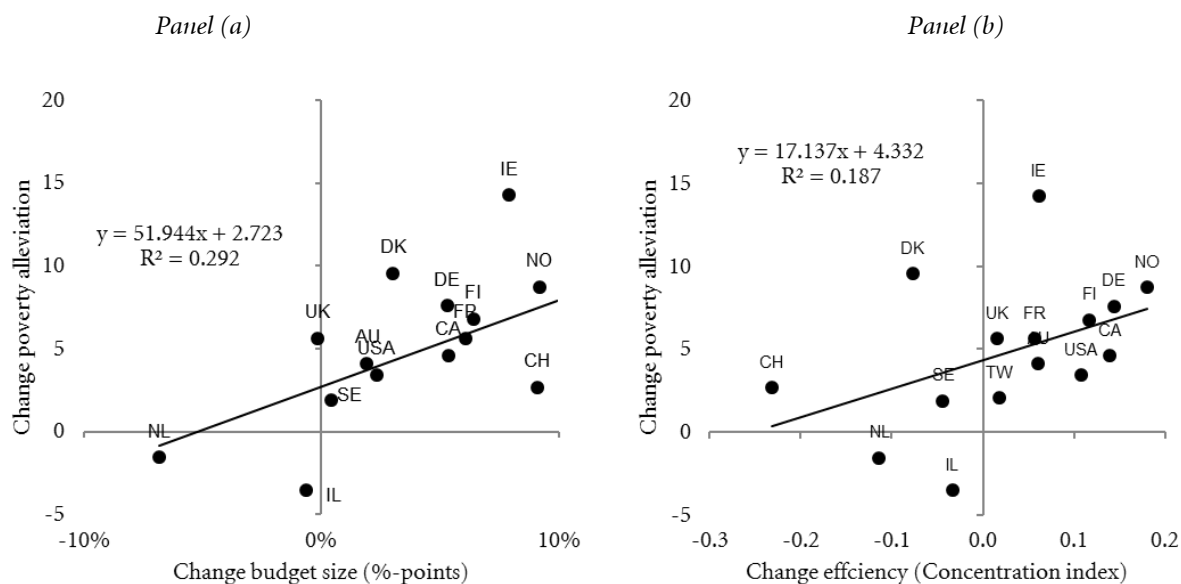 Panel (a)
20
15
10
5
0
-5
-10%
0%
10%
Change poverty alleviation
Change budget size (%-points)
y = 51.944x + 2.723
R² = 0.292
IE
DK
NO
DE
FI
UK
FR
AU
CA
USA
CH
SE
NL
IL
Panel (b)
20
15
10
5
0
-5
-0.3
-0.2
-0.1
0.0
0.1
0.2
Change poverty alleviation
Change effciency (Concentration index)
y = 17.137x + 4.332
R² = 0.187
IE
DK
NO
DE
FI
UK
FR
CA
AU
USA
CH
SE
TW
NL
IL